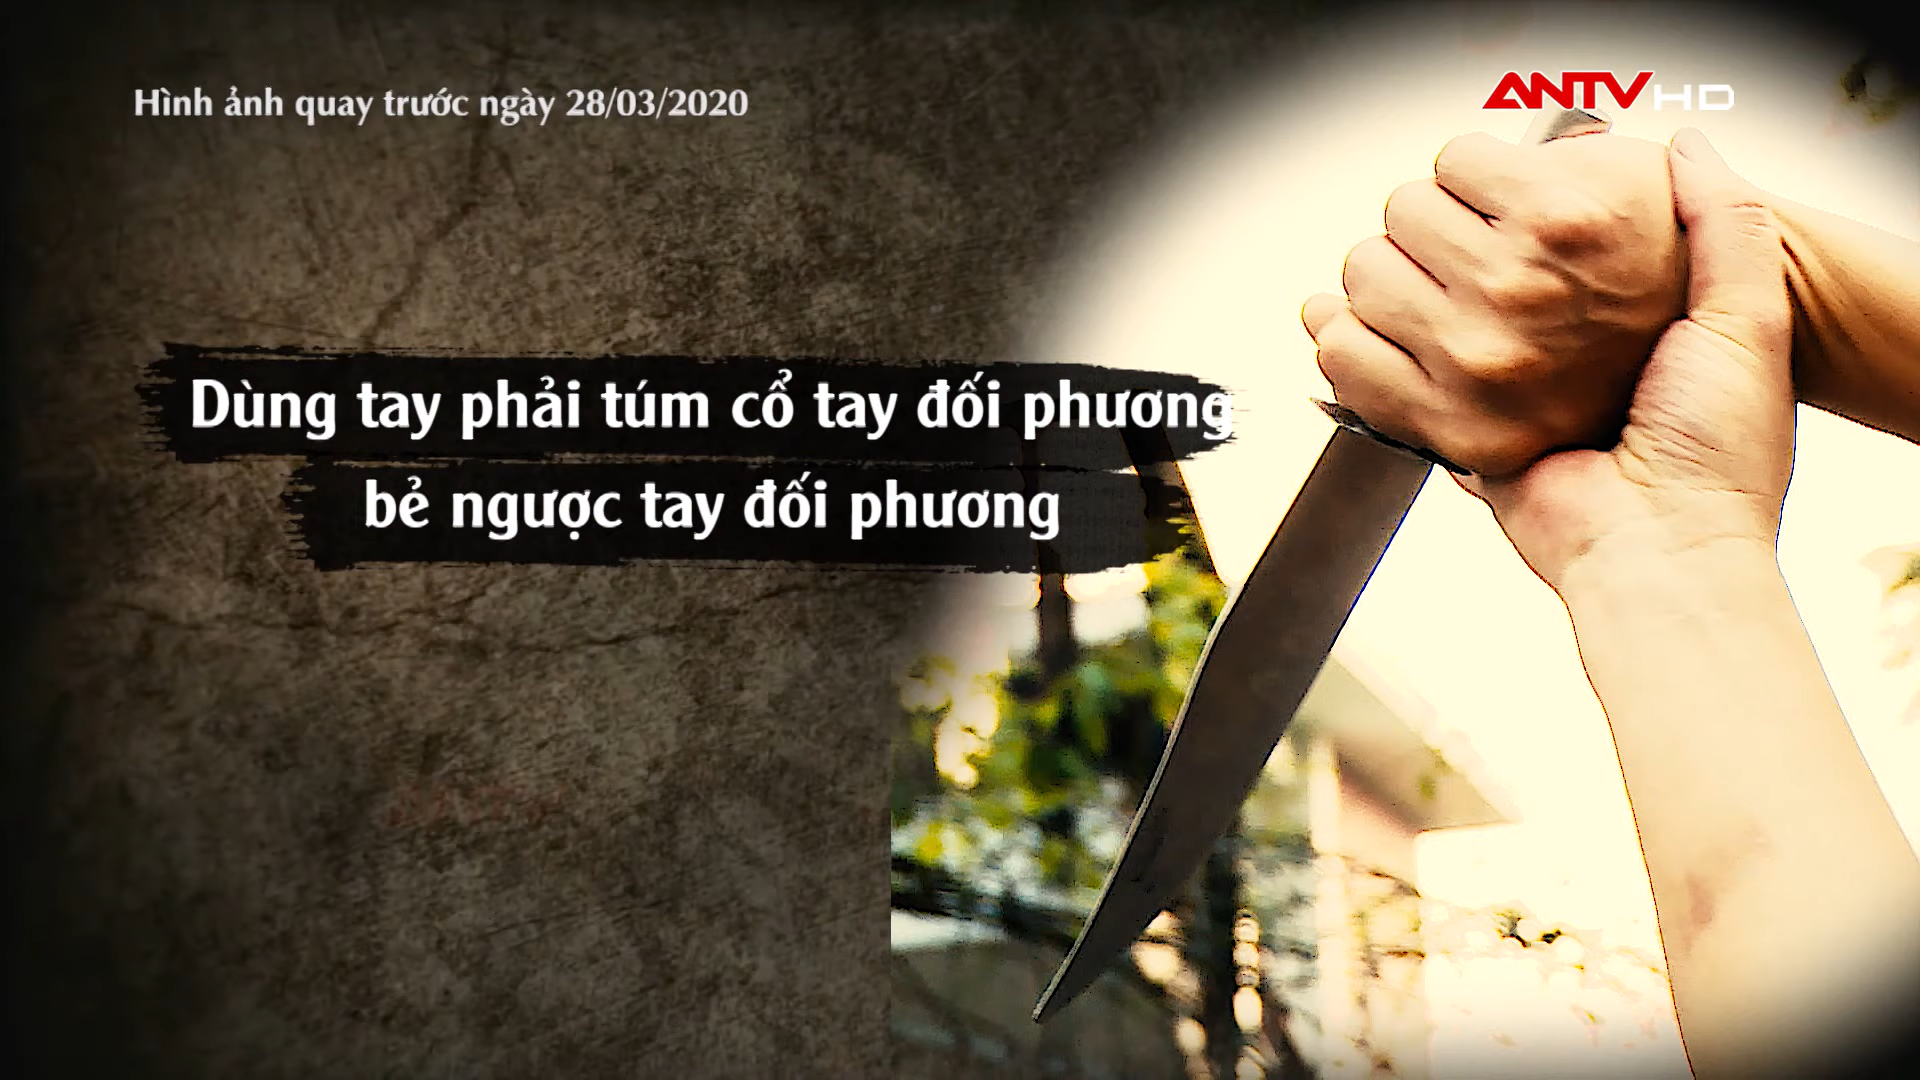 Hình ảnh quay trước ngày 28/03/2020
ANTV HD
Dùng tay phải túm cổ tay đối phương
bẻ ngược tay đối phương